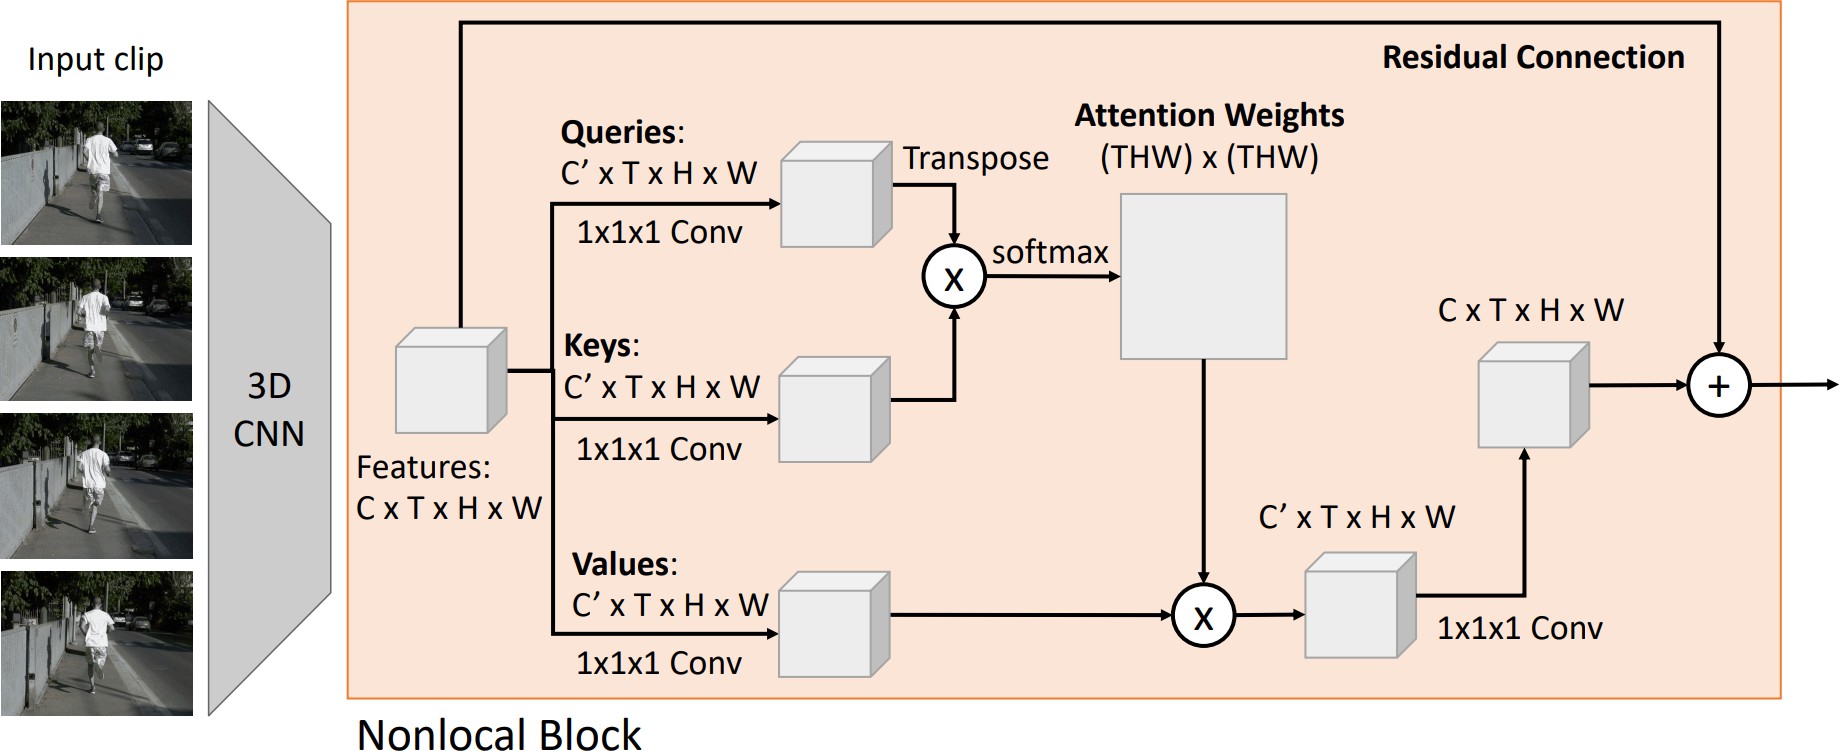 Input clip
3D
CNN
Features:
C x T x H x W
Queries:
C’ x T x H x W
1x1x1 Conv
Transpose
Keys:
C’ x T x H x W
1x1x1 Conv
Values:
C’ x T x H x W
1x1x1 Conv
x
softmax
Attention Weights
(THW) x (THW)
x
C’ x T x H x W
1x1x1 Conv
C x T x H x W
Residual Connection
+
Nonlocal Block